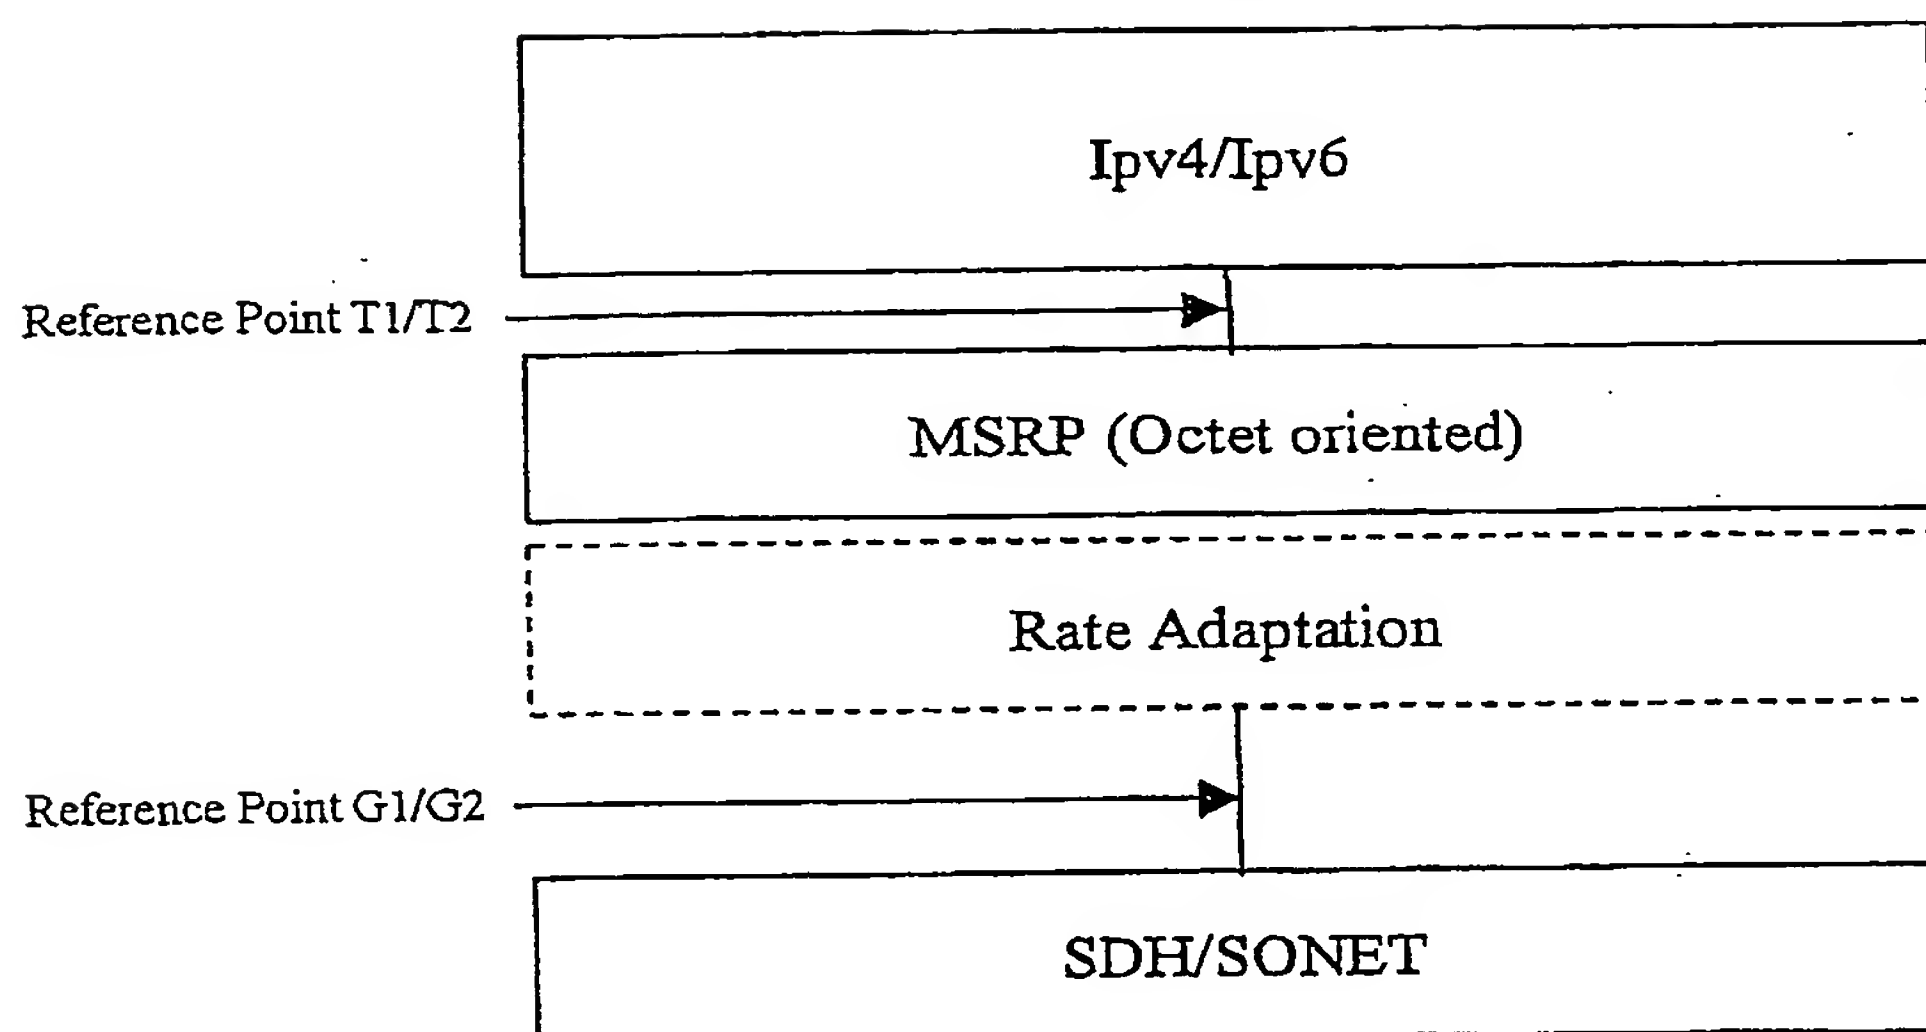 Ipv4/Ipv6
Reference Point T1/T2
MSRP (Octet oriented)
Rate Adaptation
Reference Point G1/G2
SDH/SONET